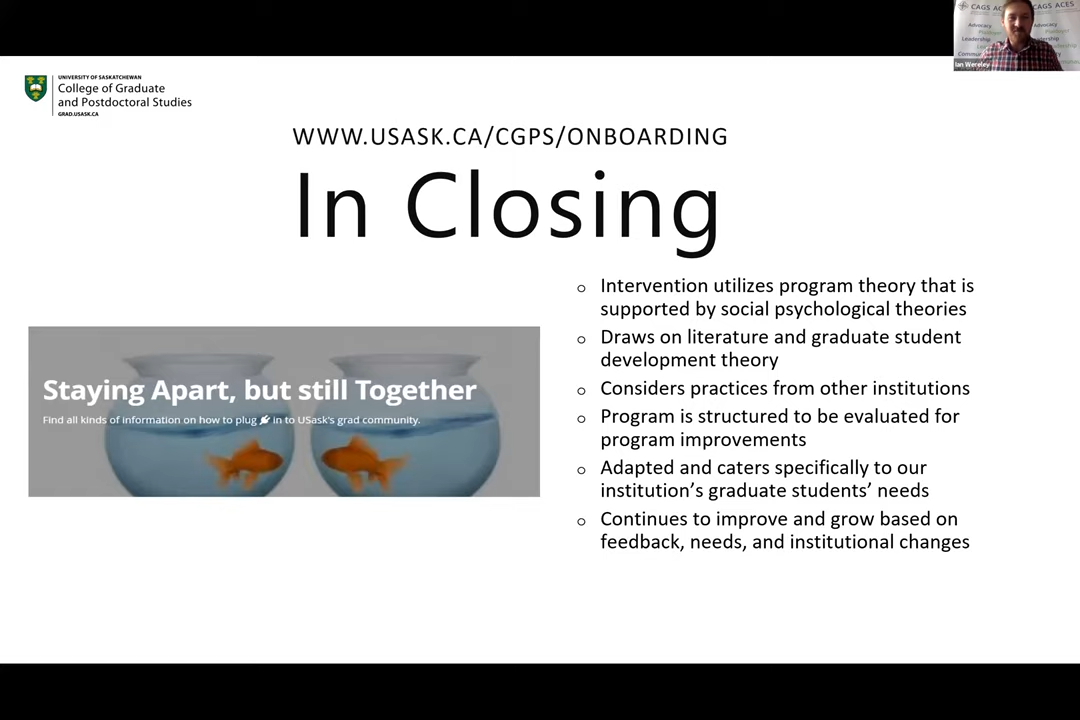 CAGS ACES
CAGS ACES
Advocacy
Advocacy
Leadership
Ian Wereley
UNIVERSITY OF SASKATCHEWAN
College of Graduate
and Postdoctoral Studies
GRAD.USASK.CA
WWW.USASK.CA/CGPS/ONBOARDING
In Closing
Staying Apart, but still Together
Find all kinds of information on how to plug in to USask's grad community.
○ Intervention utilizes program theory that is
supported by social psychological theories
○ Draws on literature and graduate student
development theory
○ Considers practices from other institutions
○ Program is structured to be evaluated for
program improvements
○ Adapted and caters specifically to our
institution’s graduate students’ needs
○ Continues to improve and grow based on
feedback, needs, and institutional changes